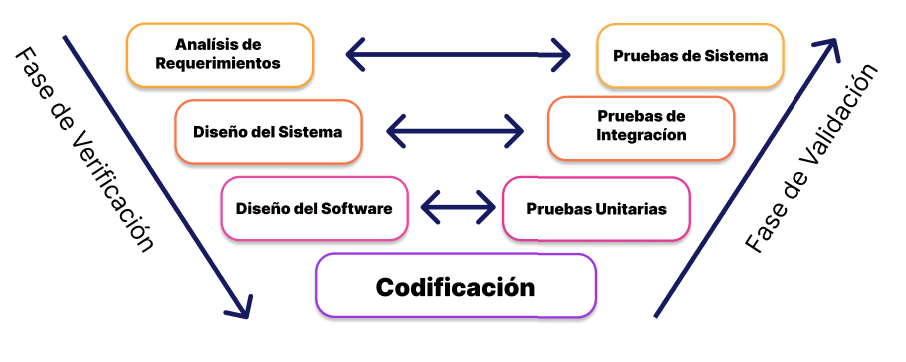 Fase de Verificación
Analísis de
Requerimientos
Pruebas de Sistema
Diseño del Sistema
Pruebas de
Integracíon
Diseño del Software
Pruebas Unitarias
Codificación
Fase de Validación